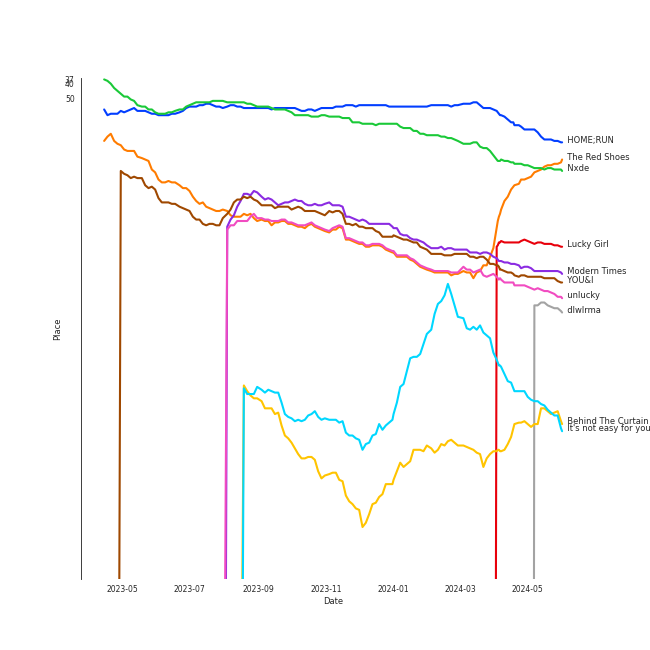 37
40
50
Place
HOME;RUN
The Red Shoes
Nxde
Lucky Girl
Modern Times
YOU&I
unlucky
dlwlrma
Behind The Curtain
It's not easy for you
2023-05 2023-07 2023-09 2023-11 2024-01 2024-03 2024-05
Date